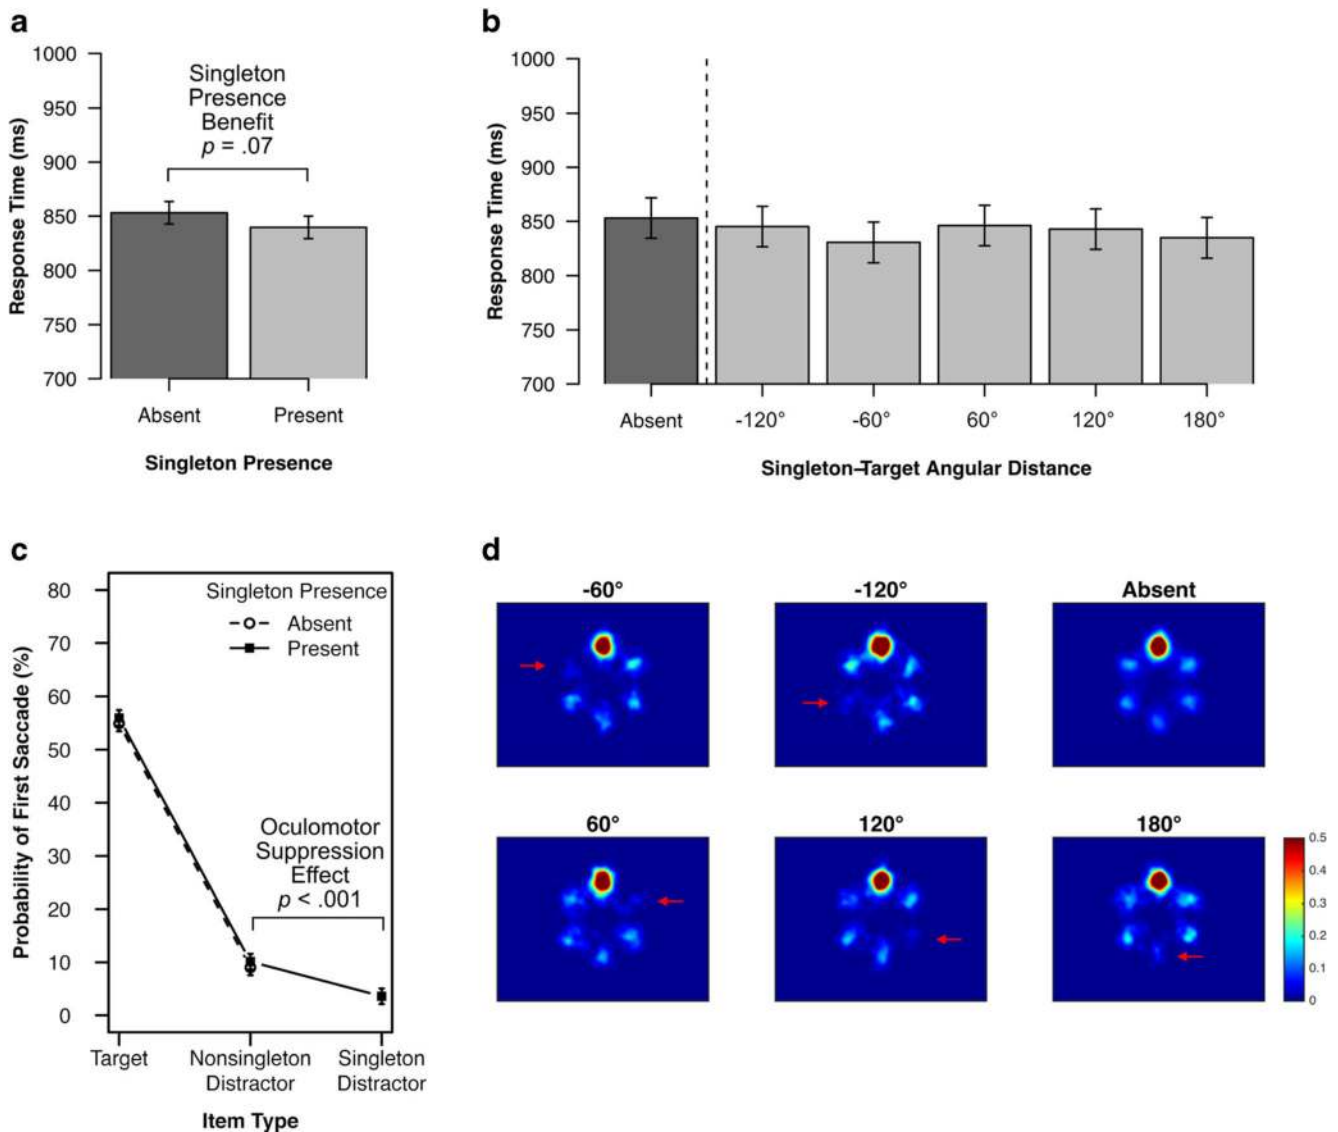 a
1000
950
900
850
800
750
700
Response Time (ms)
Singleton
Presence
Benefit
p = .07
Absent
Present
Singleton Presence
b
1000
950
900
850
800
750
700
Response Time (ms)
Absent
-120°
-60°
60°
120°
180°
Singleton–Target Angular Distance
c
80
70
60
50
40
30
20
10
0
Probability of First Saccade (%)
Singleton Presence
Absent
Present
Oculomotor
Suppression
Effect
p < .001
Target
Nonsingleton
Distractor
Singleton
Distractor
Item Type
d
-60°
-120°
Absent
60°
120°
180°
0.5
0.4
0.3
0.2
0.1
0